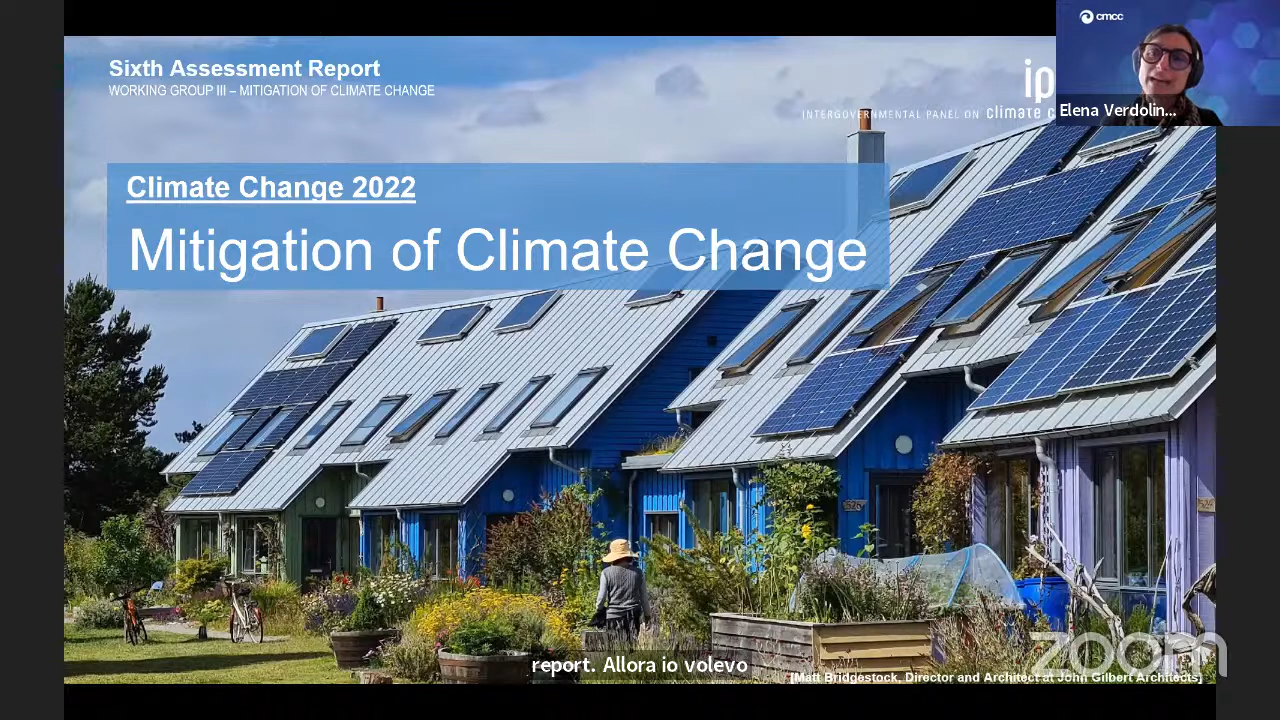 Sixth Assessment Report
WORKING GROUP III – MITIGATION OF CLIMATE CHANGE
INTERGOVERNMENTAL PANEL ON climate c
ip
cmcc
Elena Verdolin...
Climate Change 2022
Mitigation of Climate Change
report. Allora io volevo
zoom
[Matt Bridgestock, Director and Architect at John Gilbert Architects]